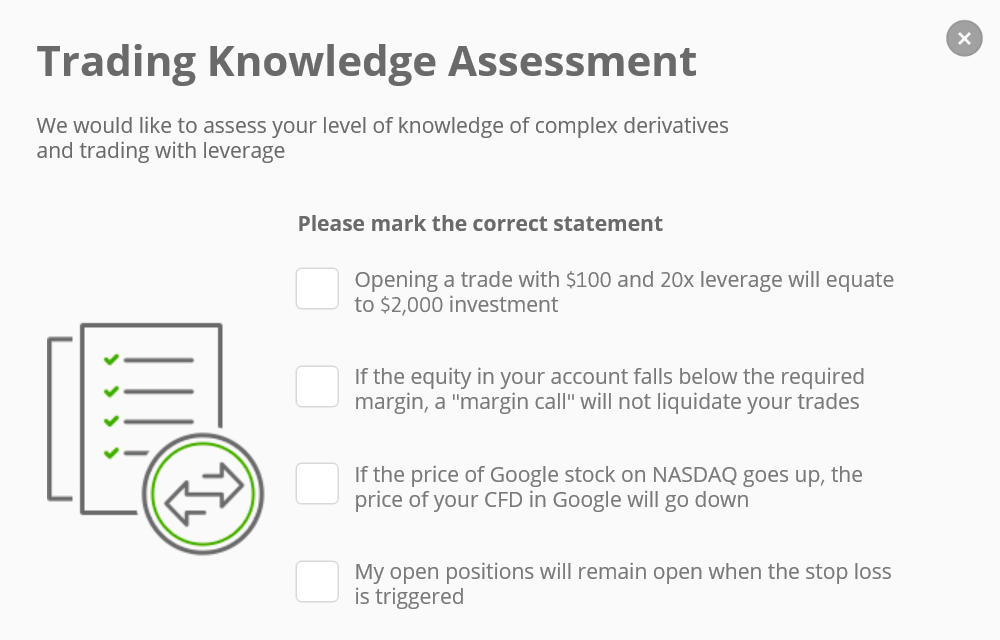 Trading Knowledge Assessment
We would like to assess your level of knowledge of complex derivatives
and trading with leverage
Please mark the correct statement
Opening a trade with $100 and 20x leverage will equate
to $2,000 investment
If the equity in your account falls below the required
margin, a "margin call" will not liquidate your trades
If the price of Google stock on NASDAQ goes up, the
price of your CFD in Google will go down
My open positions will remain open when the stop loss
is triggered